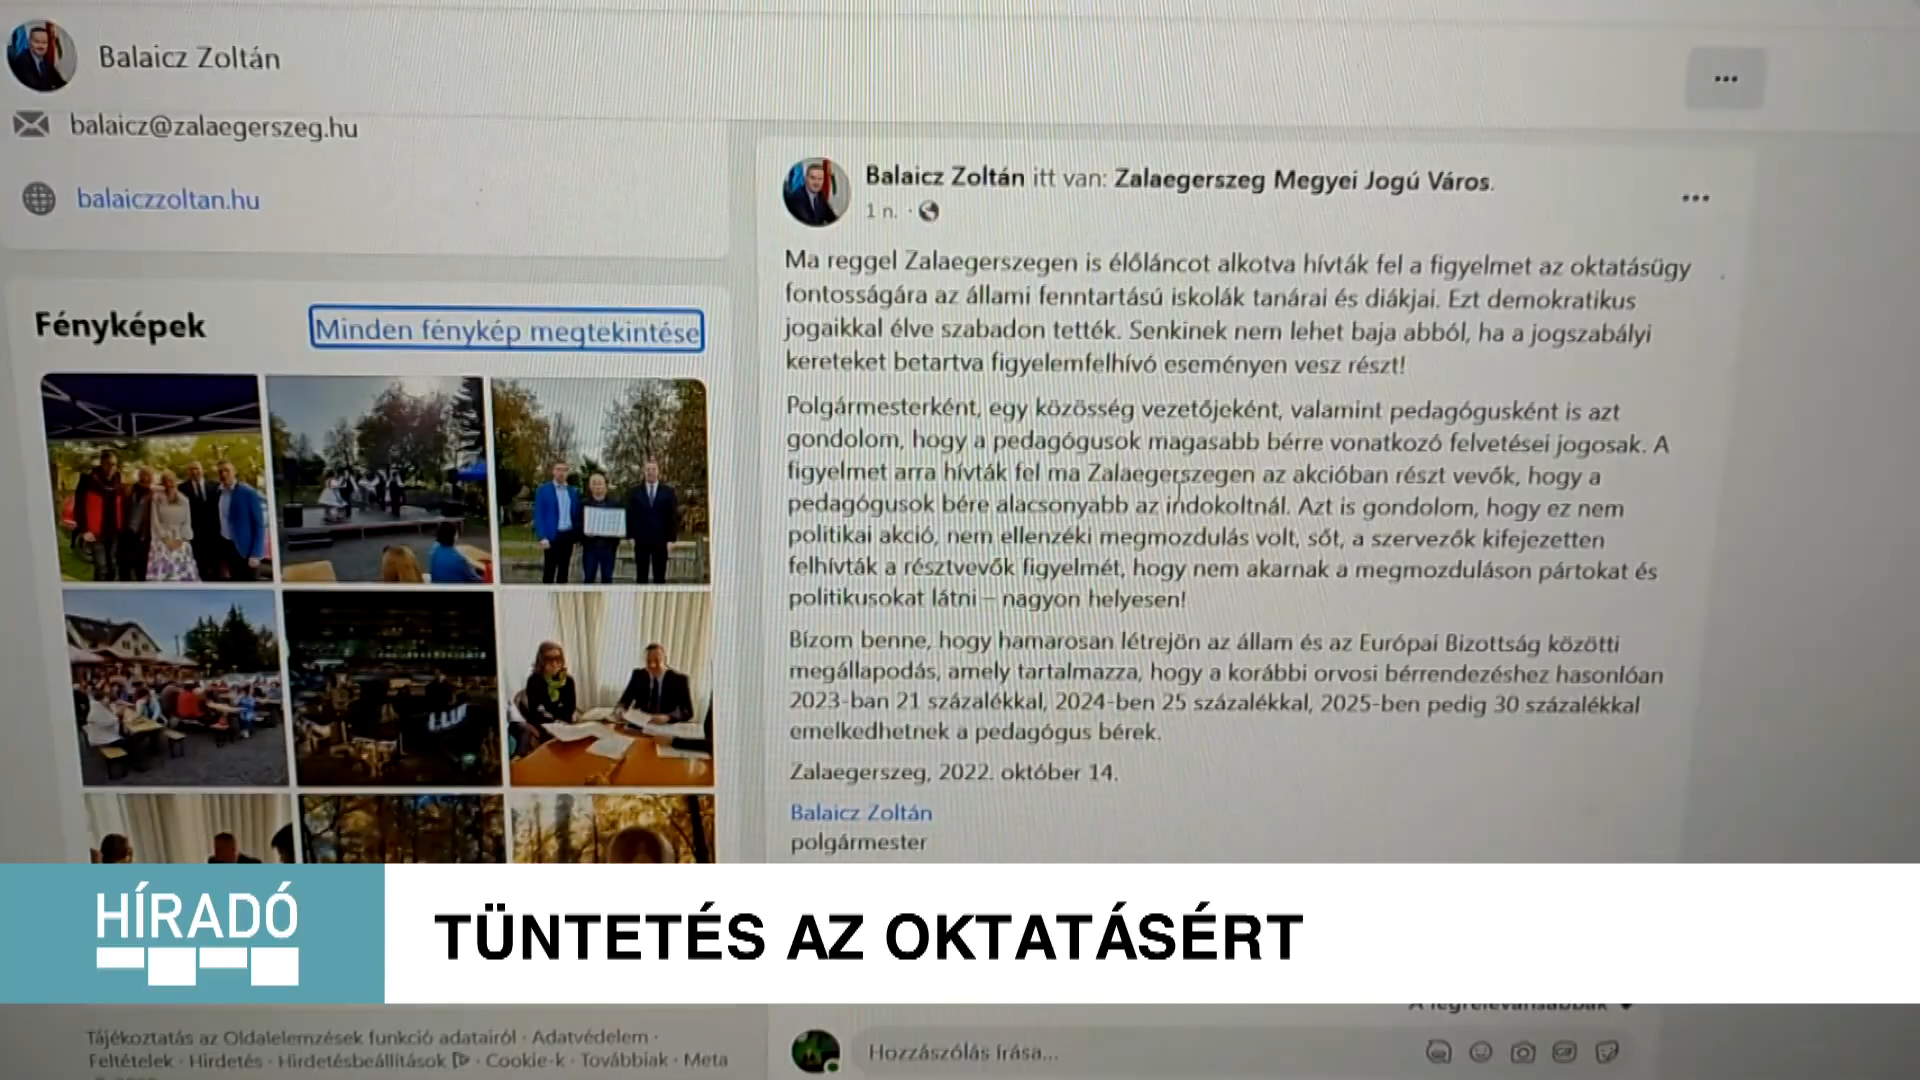 Balaicz Zoltán
balaicz@zalaegerszeg.hu
balaiczzoltan.hu
Fényképek
Minden fénykép megtekintése
Balaicz Zoltán itt van: Zalaegerszeg Megyei Jogú Város.
1 n.
Ma reggel Zalaegerszegen is élőláncot alkotva hívták fel a figyelmet az oktatásügy
fontosságára az állami fenntartású iskolák tanárai és diákjai. Ezt demokratikus
jogaikkal élve szabadon tették. Senkinek nem lehet baja abból, ha a jogszabályi
kereteket betartva figyelemfelhívó eseményen vesz részt!
Polgármesterként, egy közösség vezetőjeként, valamint pedagógusként is azt
gondolom, hogy a pedagógusok magasabb bérre vonatkozó felvetései jogosak. A
figyelmet arra hívták fel ma Zalaegerszegen az akcióban részt vevők, hogy a
pedagógusok bére alacsonyabb az indokoltnál. Azt is gondolom, hogy ez nem
politikai akció, nem ellenzéki megmozdulás volt, sőt, a szervezők kifejezetten
felhívták a résztvevők figyelmét, hogy nem akarnak a megmozduláson pártokat és
politikusokat látni – nagyon helyesen!
Bízom benne, hogy hamarosan létrejön az állam és az Európai Bizottság közötti
megállapodás, amely tartalmazza, hogy a korábbi orvosi bérrendezéshez hasonlóan
2023-ban 21 százalékkal, 2024-ben 25 százalékkal, 2025-ben pedig 30 százalékkal
emelkedhetnek a pedagógus bérek.
Zalaegerszeg, 2022. október 14.
Balaicz Zoltán
polgármester
HÍRADÓ
TÜNTETÉS AZ OKTATÁSÉRT
Tájékoztatás az Oldalelemzések funkció adatairól · Adatvédelem ·
Feltételek · Hirdetés · Hirdetésbeállítások · Cookie-k · Továbbiak · Meta
Hozzászólás írása...